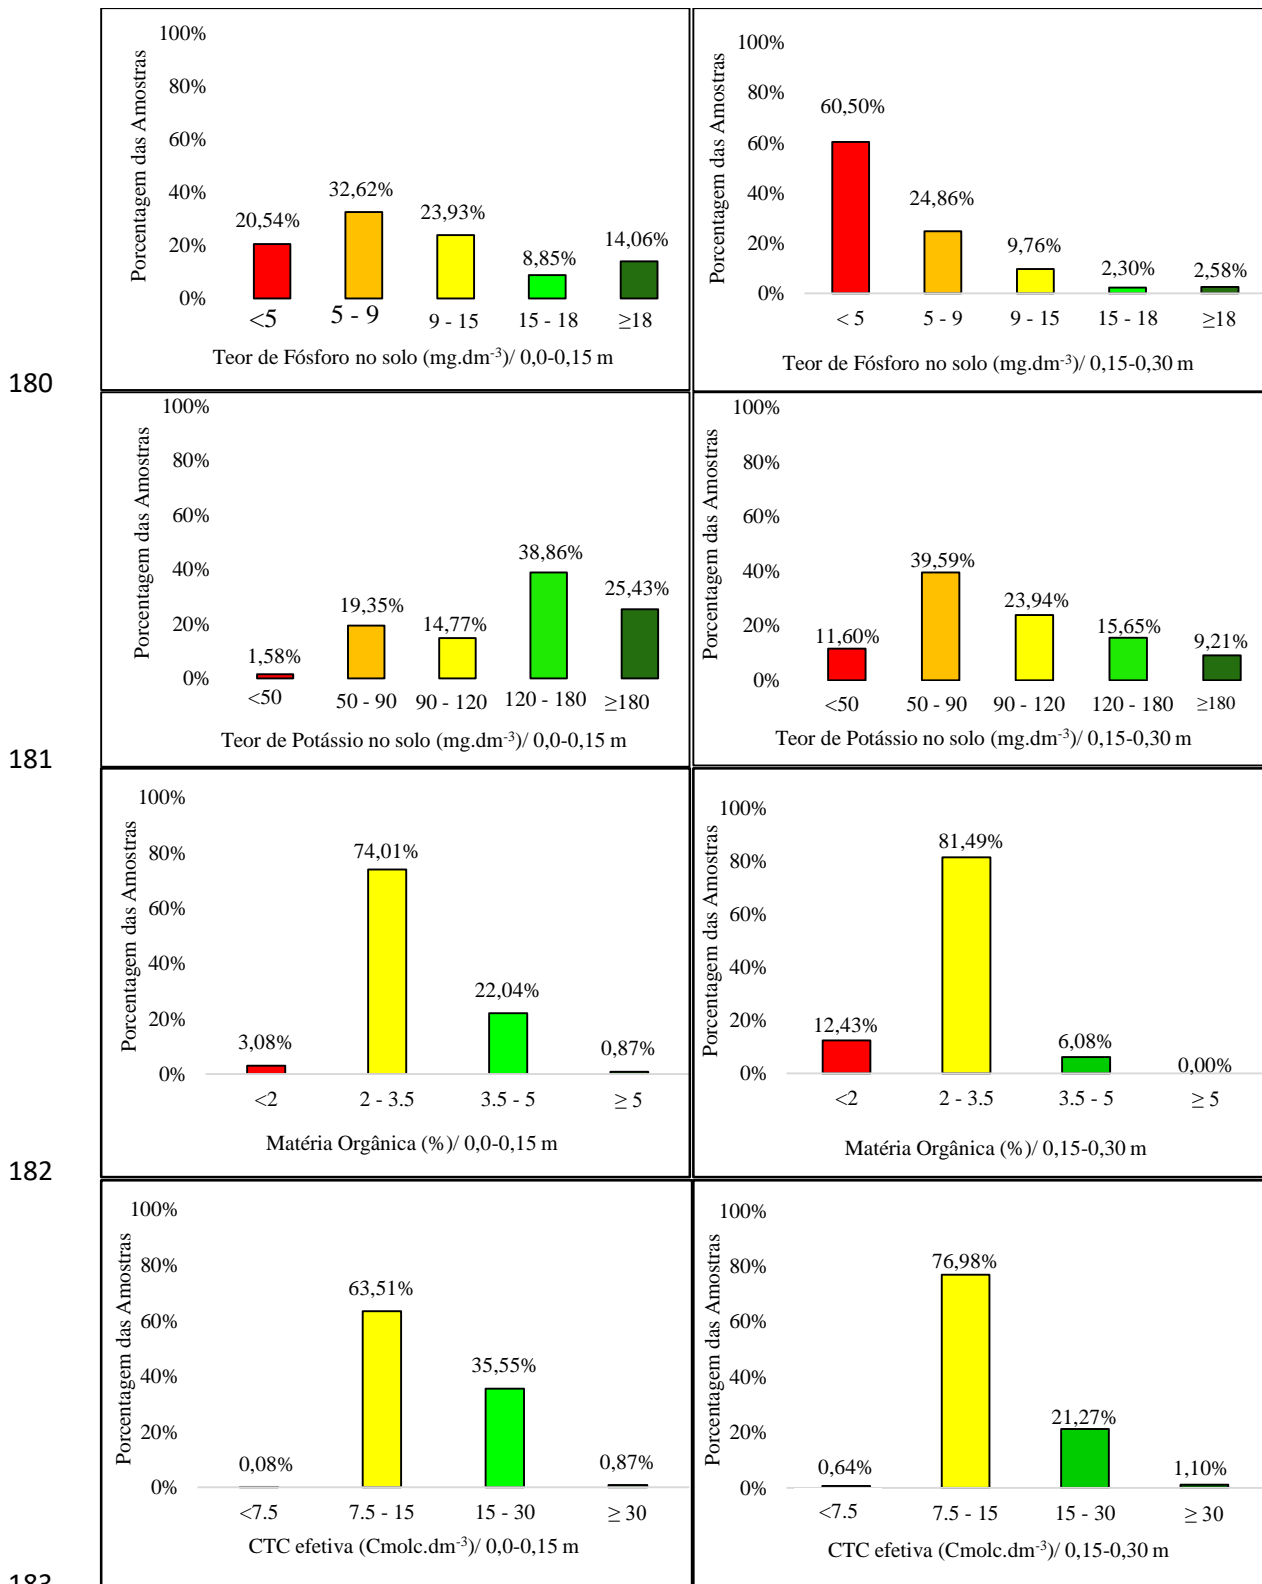 100%
80%
60%
40%
20%
0%
Porcentagem das Amostras
20,54%
32,62%
23,93%
8,85%
14,06%
<5
5 - 9
9 - 15
15 - 18
≥18
Teor de Fósforo no solo (mg.dm-3)/ 0,0-0,15 m
100%
80%
60%
40%
20%
0%
Porcentagem das Amostras
60,50%
24,86%
9,76%
2,30%
2,58%
< 5
5 - 9
9 - 15
15 - 18
≥18
Teor de Fósforo no solo (mg.dm-3)/ 0,15-0,30 m
180
100%
80%
60%
40%
20%
0%
Porcentagem das Amostras
1,58%
19,35%
14,77%
38,86%
25,43%
<50
50 - 90
90 - 120
120 - 180
≥180
Teor de Potássio no solo (mg.dm-3)/ 0,0-0,15 m
100%
80%
60%
40%
20%
0%
Porcentagem das Amostras
11,60%
39,59%
23,94%
15,65%
9,21%
<50
50 - 90
90 - 120
120 - 180
≥180
Teor de Potássio no solo (mg.dm-3)/ 0,15-0,30 m
181
100%
80%
60%
40%
20%
0%
Porcentagem das Amostras
3,08%
74,01%
22,04%
0,87%
<2
2 - 3.5
3.5 - 5
≥ 5
Matéria Orgânica (%)/ 0,0-0,15 m
100%
80%
60%
40%
20%
0%
Porcentagem das Amostras
12,43%
81,49%
6,08%
0,00%
<2
2 - 3.5
3.5 - 5
≥ 5
Matéria Orgânica (%)/ 0,15-0,30 m
182
100%
80%
60%
40%
20%
0%
Porcentagem das Amostras
0,08%
63,51%
35,55%
0,87%
<7.5
7.5 - 15
15 - 30
≥ 30
CTC efetiva (Cmolc.dm-3)/ 0,0-0,15 m
100%
80%
60%
40%
20%
0%
Porcentagem das Amostras
0,64%
76,98%
21,27%
1,10%
<7.5
7.5 - 15
15 - 30
≥ 30
CTC efetiva (Cmolc.dm-3)/ 0,15-0,30 m
183